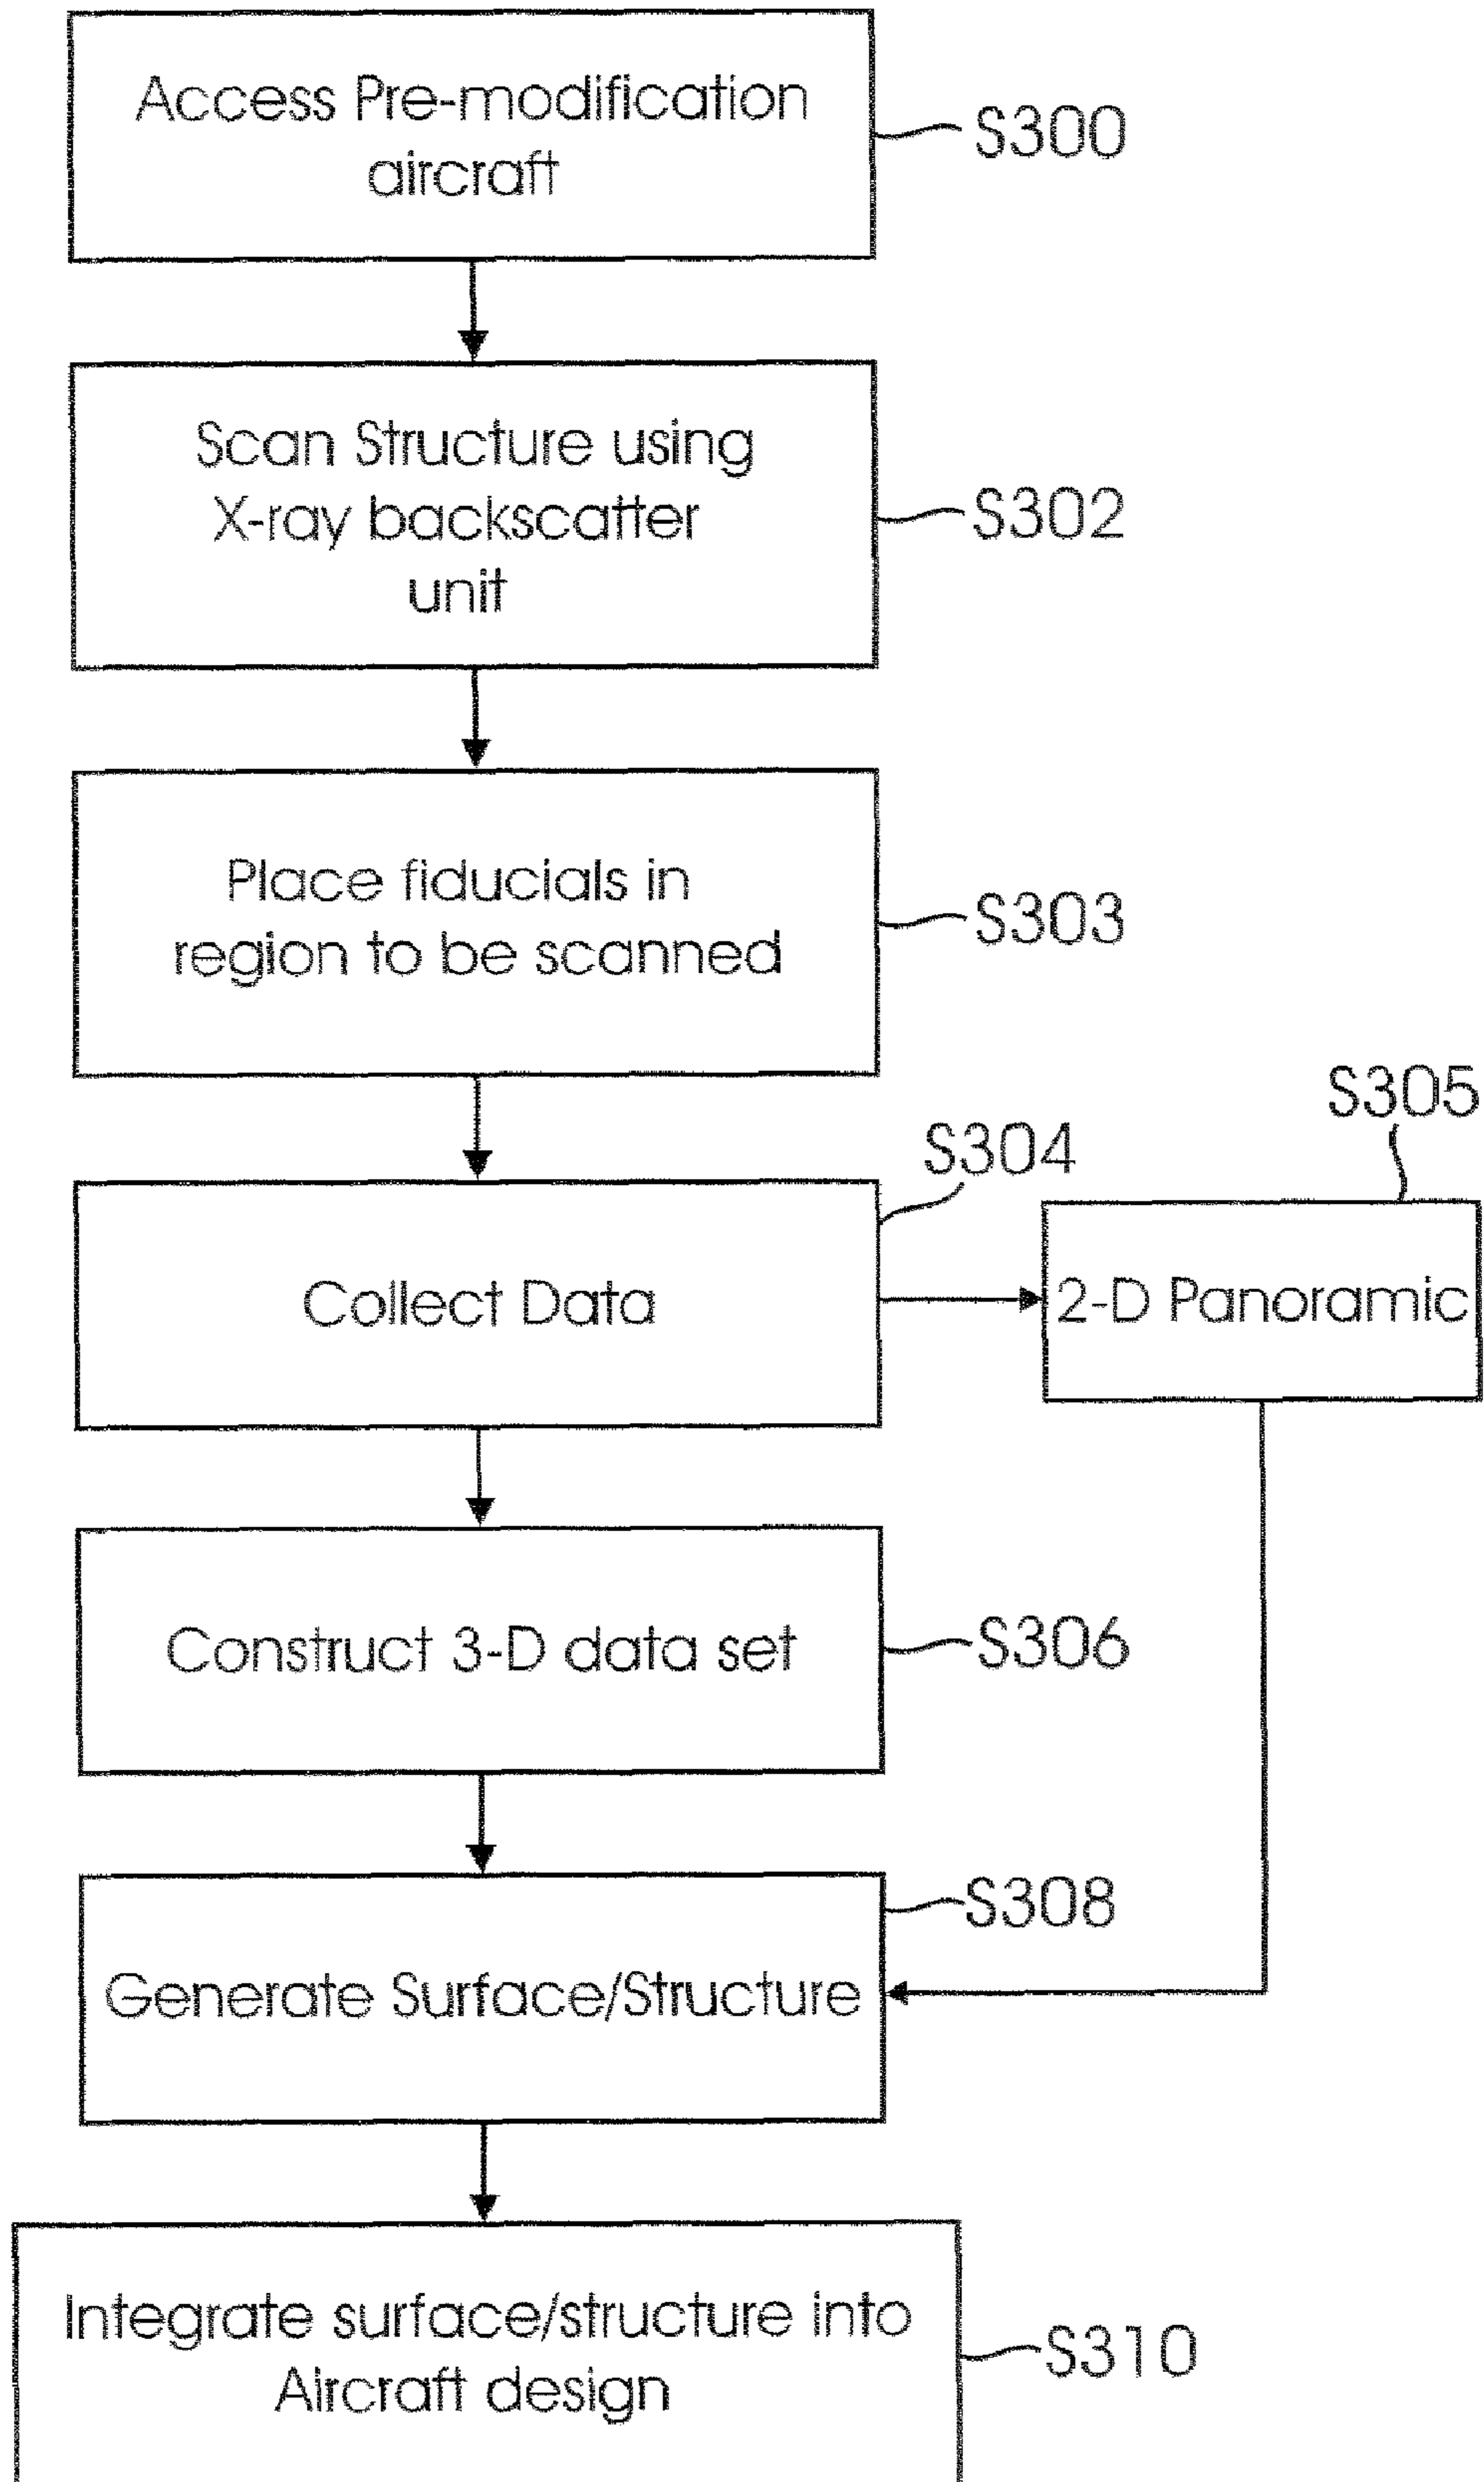 Access Pre-modification
aircraft
S300
Scan Structure using
X-ray backscatter
unit
S302
Place fiducials in
region to be scanned
S303
Collect Data
S304
S305
2-D Panoramic
Construct 3-D data set
S306
Generate Surface/Structure
S308
Integrate surface/structure into
Aircraft design
S310